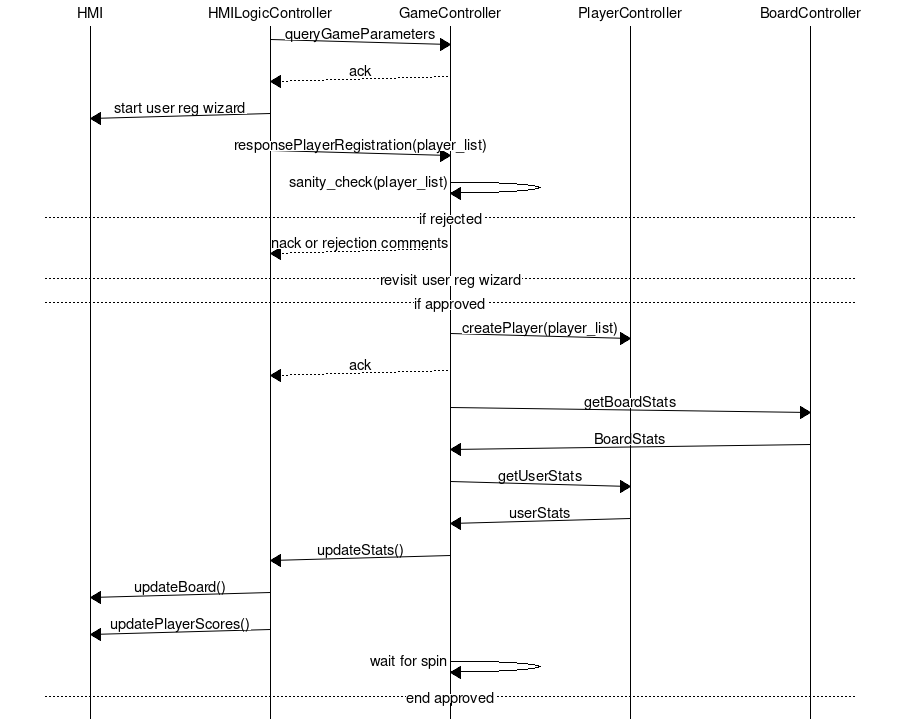 HMI HMILogicController GameController PlayerController BoardController
queryGameParameters
ack
start user reg wizard
responsePlayerRegistration(player_list)
sanity_check(player_list)
if rejected
nack or rejection comments
revisit user reg wizard
if approved
createPlayer(player_list)
ack
getBoardStats
BoardStats
getUserStats
userStats
updateStats()
updateBoard()
updatePlayerScores()
wait for spin
end approved